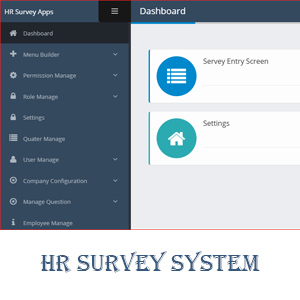 HR Survey Apps
Dashboard
Dashboard
Menu Builder
Permission Manage
Role Manage
Settings
Quater Manage
User Manage
Company Configuration
Manage Question
Employee Manage
Servey Entry Screen
Settings
HR SURVEY SYSTEM